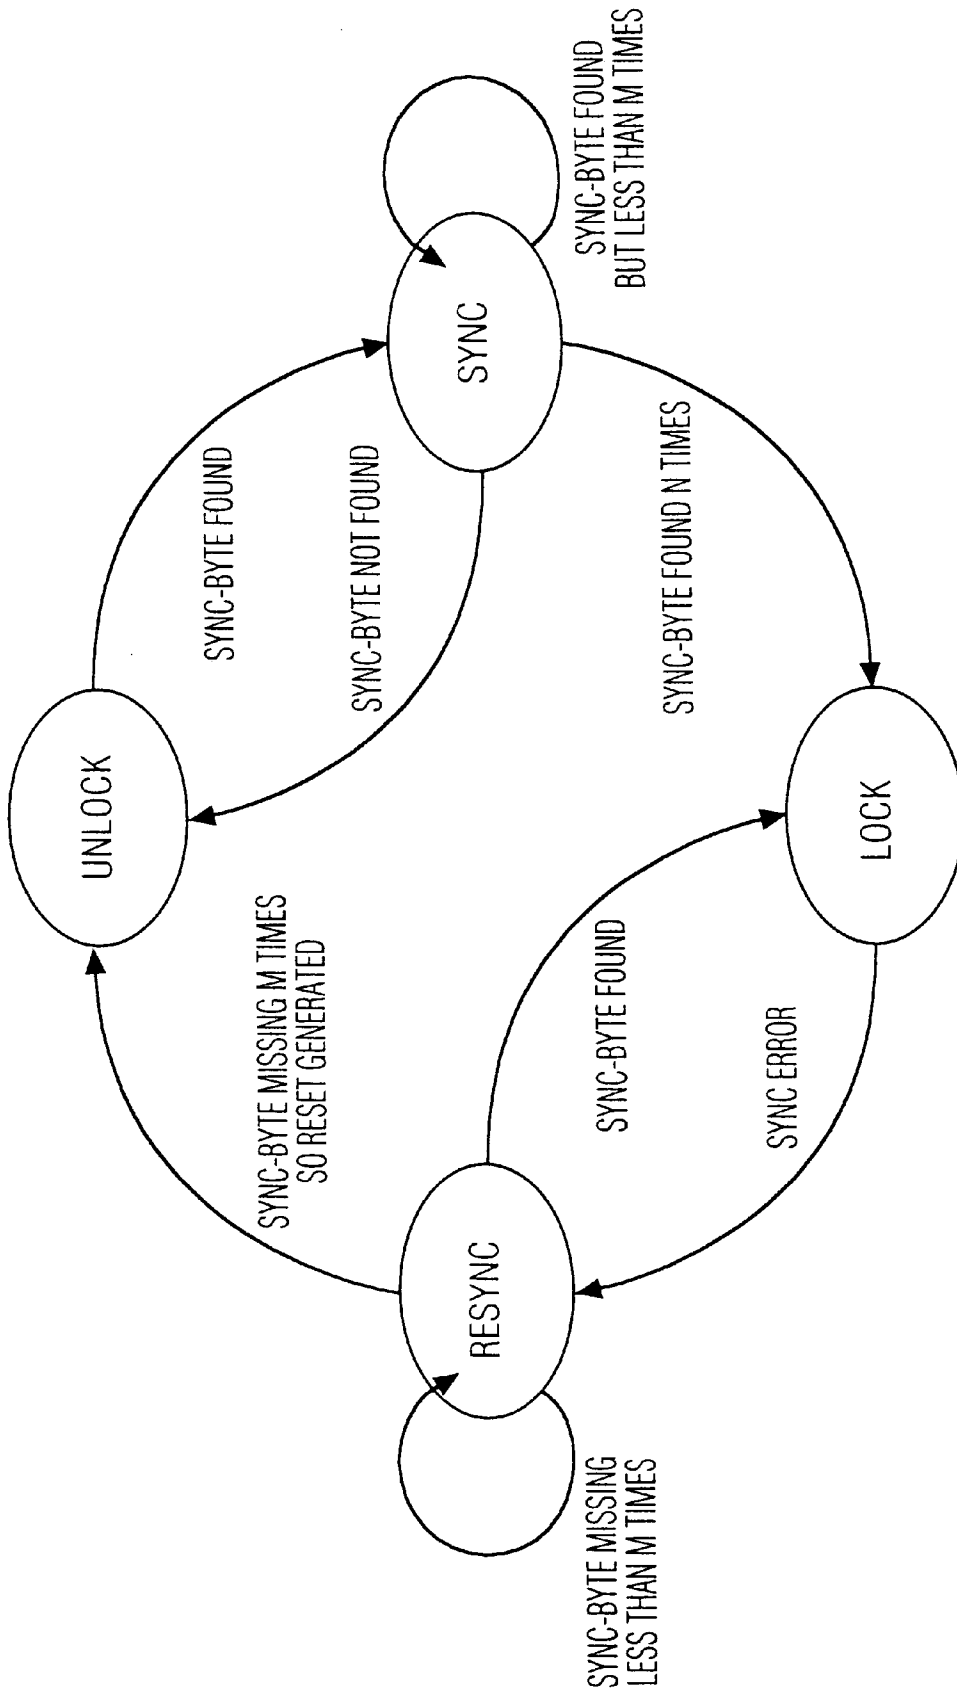 UNLOCK
SYNC-BYTE MISSING M TIMES
SO RESET GENERATED
SYNC-BYTE FOUND
SYNC-BYTE NOT FOUND
RESYNC
SYNC
SYNC-BYTE MISSING
LESS THAN M TIMES
SYNC-BYTE FOUND
BUT LESS THAN M TIMES
SYNC-BYTE FOUND
SYNC-BYTE FOUND N TIMES
SYNC ERROR
LOCK